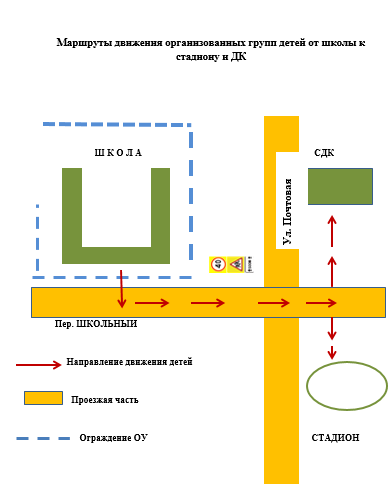 Маршруты движения организованных групп детей от школы к
стадиону и ДК
Ш К О Л А
СДК
Ул. Почтовая
40
Пер. ШКОЛЬНЫЙ
Направление движения детей
Проезжая часть
Ограждение ОУ
СТАДИОН